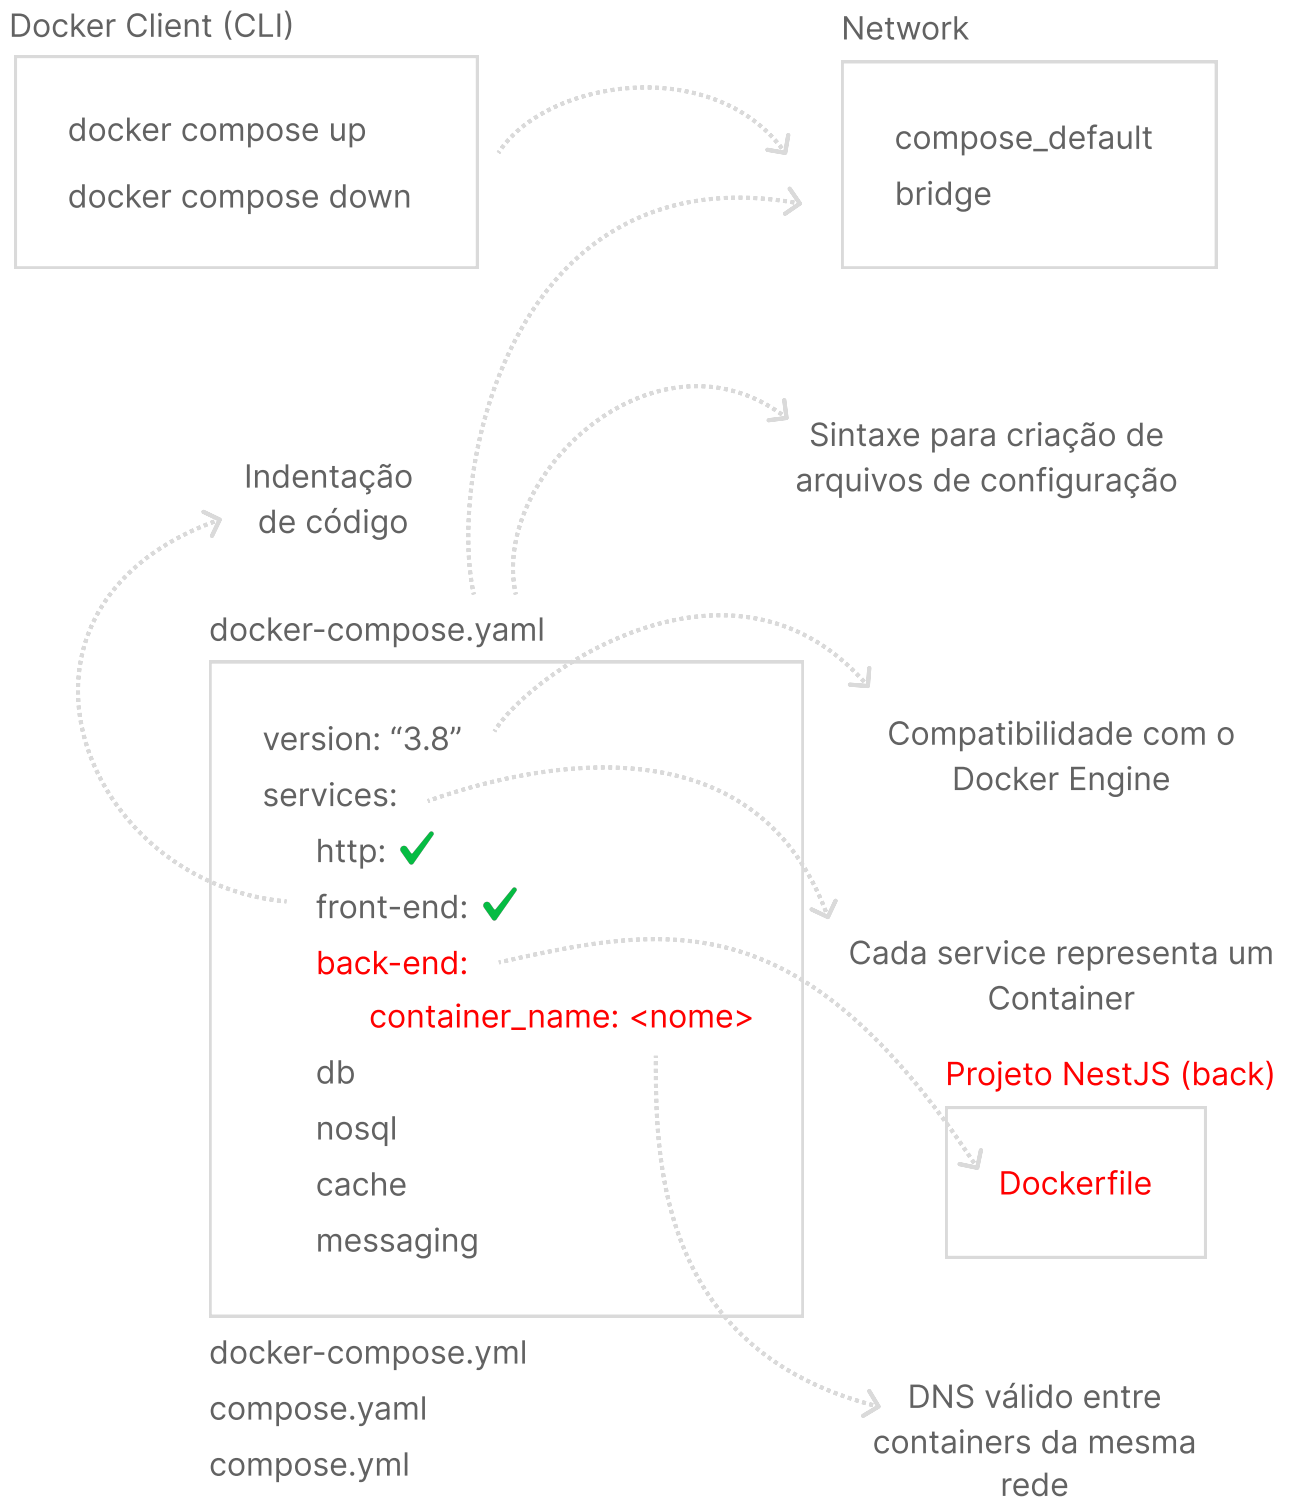 Docker Client (CLI)
docker compose up
docker compose down
Network
compose_default
bridge
Sintaxe para criação de
arquivos de configuração
Indentação
de código
docker-compose.yaml
version: “3.8”
services:
http:
front-end:
back-end:
container_name: <nome>
db
nosql
cache
messaging
Compatibilidade com o
Docker Engine
Cada service representa um
Container
Projeto NestJS (back)
Dockerfile
docker-compose.yml
compose.yaml
compose.yml
DNS válido entre
containers da mesma
rede